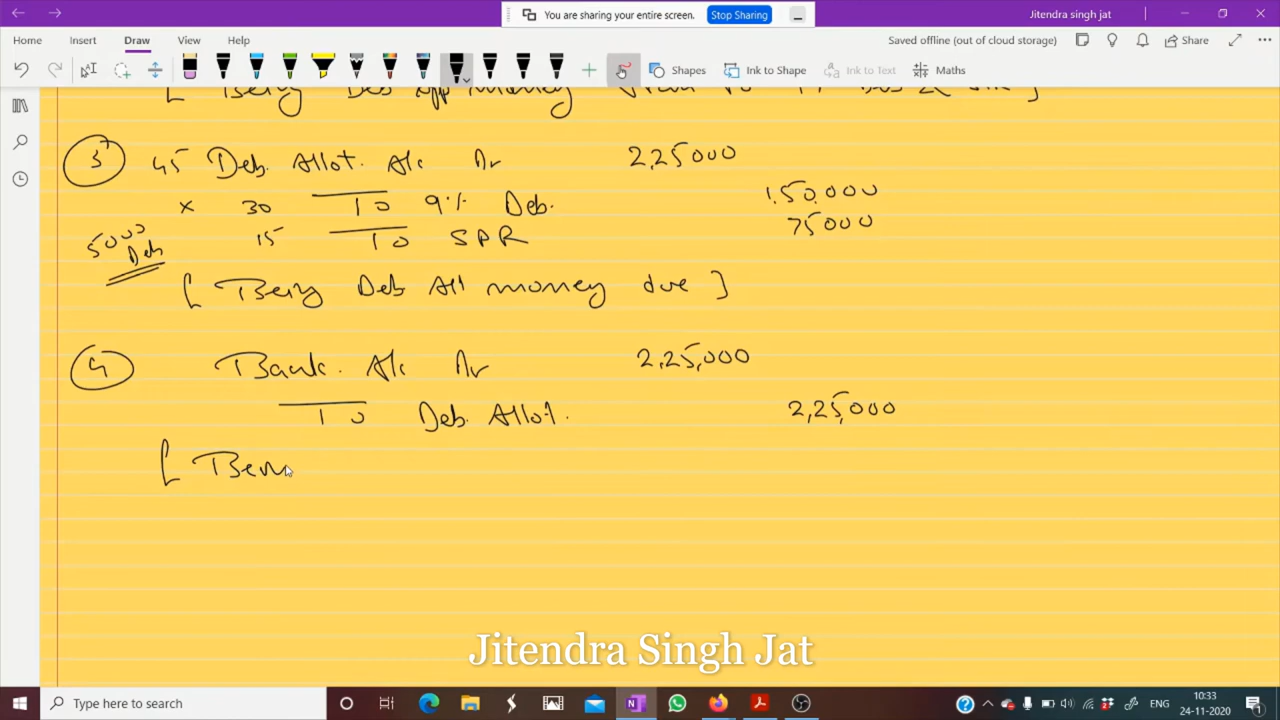 You are sharing your entire screen. Stop Sharing
Jitendra singh jat
Home Insert Draw View Help
Saved offline (out of cloud storage) Share
Shapes Ink to Shape Ink to Text Maths
[ Being Deb App money
3 45 Deb. Allot. A/c Dr 2,25000
x 30 To 9% Deb. 1,50,000
5000 Deb 15 To SPR 75000
[ Being Deb All money due ]
4 Bank. A/c Dr 2,25,000
To Deb. Allot. 2,25,000
[ Bein
Jitendra Singh Jat
Type here to search
ENG
10:33
24-11-2020